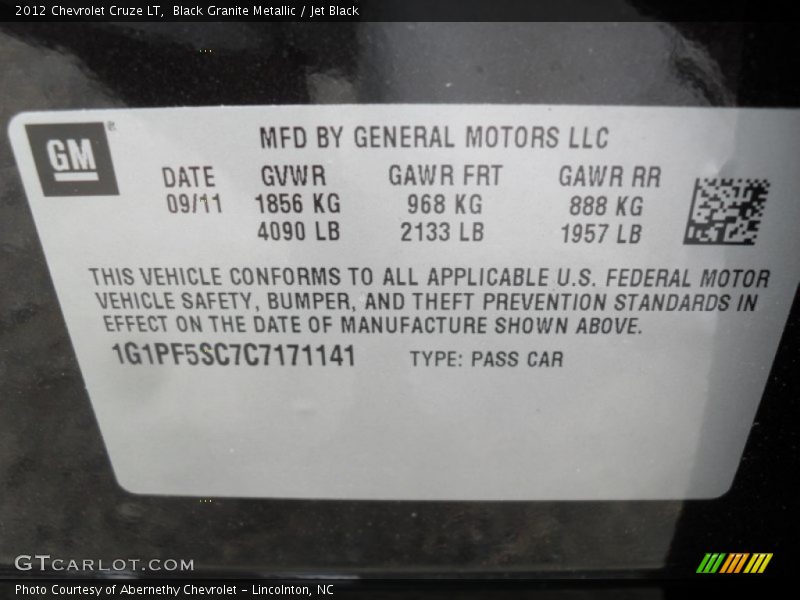 2012 Chevrolet Cruze LT, Black Granite Metallic / Jet Black
GM ®
MFD BY GENERAL MOTORS LLC
DATE GVWR GAWR FRT GAWR RR
09/11 1856 KG 968 KG 888 KG
4090 LB 2133 LB 1957 LB
THIS VEHICLE CONFORMS TO ALL APPLICABLE U.S. FEDERAL MOTOR
VEHICLE SAFETY, BUMPER, AND THEFT PREVENTION STANDARDS IN
EFFECT ON THE DATE OF MANUFACTURE SHOWN ABOVE.
1G1PF5SC7C7171141 TYPE: PASS CAR
GTCARLOT.COM
Photo Courtesy of Abernethy Chevrolet - Lincolnton, NC